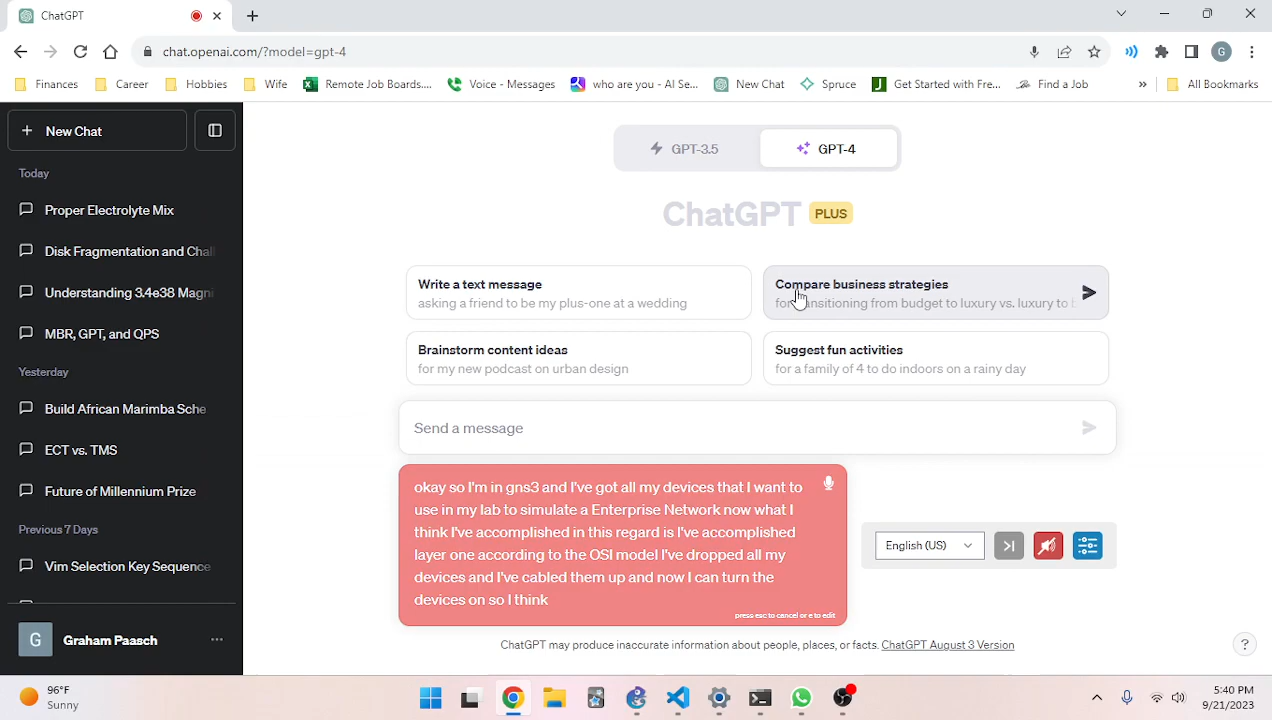 ChatGPT
chat.openai.com/?model=gpt-4
G
Finances
Career
Hobbies
Wife
Remote Job Boards....
Voice - Messages
who are you - AI Se...
New Chat
Spruce
Get Started with Fre...
Find a Job
»
All Bookmarks
New Chat
Today
Proper Electrolyte Mix
Disk Fragmentation and Chall
Understanding 3.4e38 Magni
MBR, GPT, and QPS
Yesterday
Build African Marimba Sche
ECT vs. TMS
Future of Millennium Prize
Previous 7 Days
Vim Selection Key Sequence
G
Graham Paasch
GPT-3.5
GPT-4
ChatGPT PLUS
Write a text message
asking a friend to be my plus-one at a wedding
Compare business strategies
for transitioning from budget to luxury vs. luxury to b
Brainstorm content ideas
for my new podcast on urban design
Suggest fun activities
for a family of 4 to do indoors on a rainy day
Send a message
okay so I'm in gns3 and I've got all my devices that I want to
use in my lab to simulate a Enterprise Network now what I
think I've accomplished in this regard is I've accomplished
layer one according to the OSI model I've dropped all my
devices and I've cabled them up and now I can turn the
devices on so I think
press esc to cancel or e to edit
English (US)
ChatGPT may produce inaccurate information about people, places, or facts. ChatGPT August 3 Version
?
96°F
Sunny
5:40 PM
9/21/2023